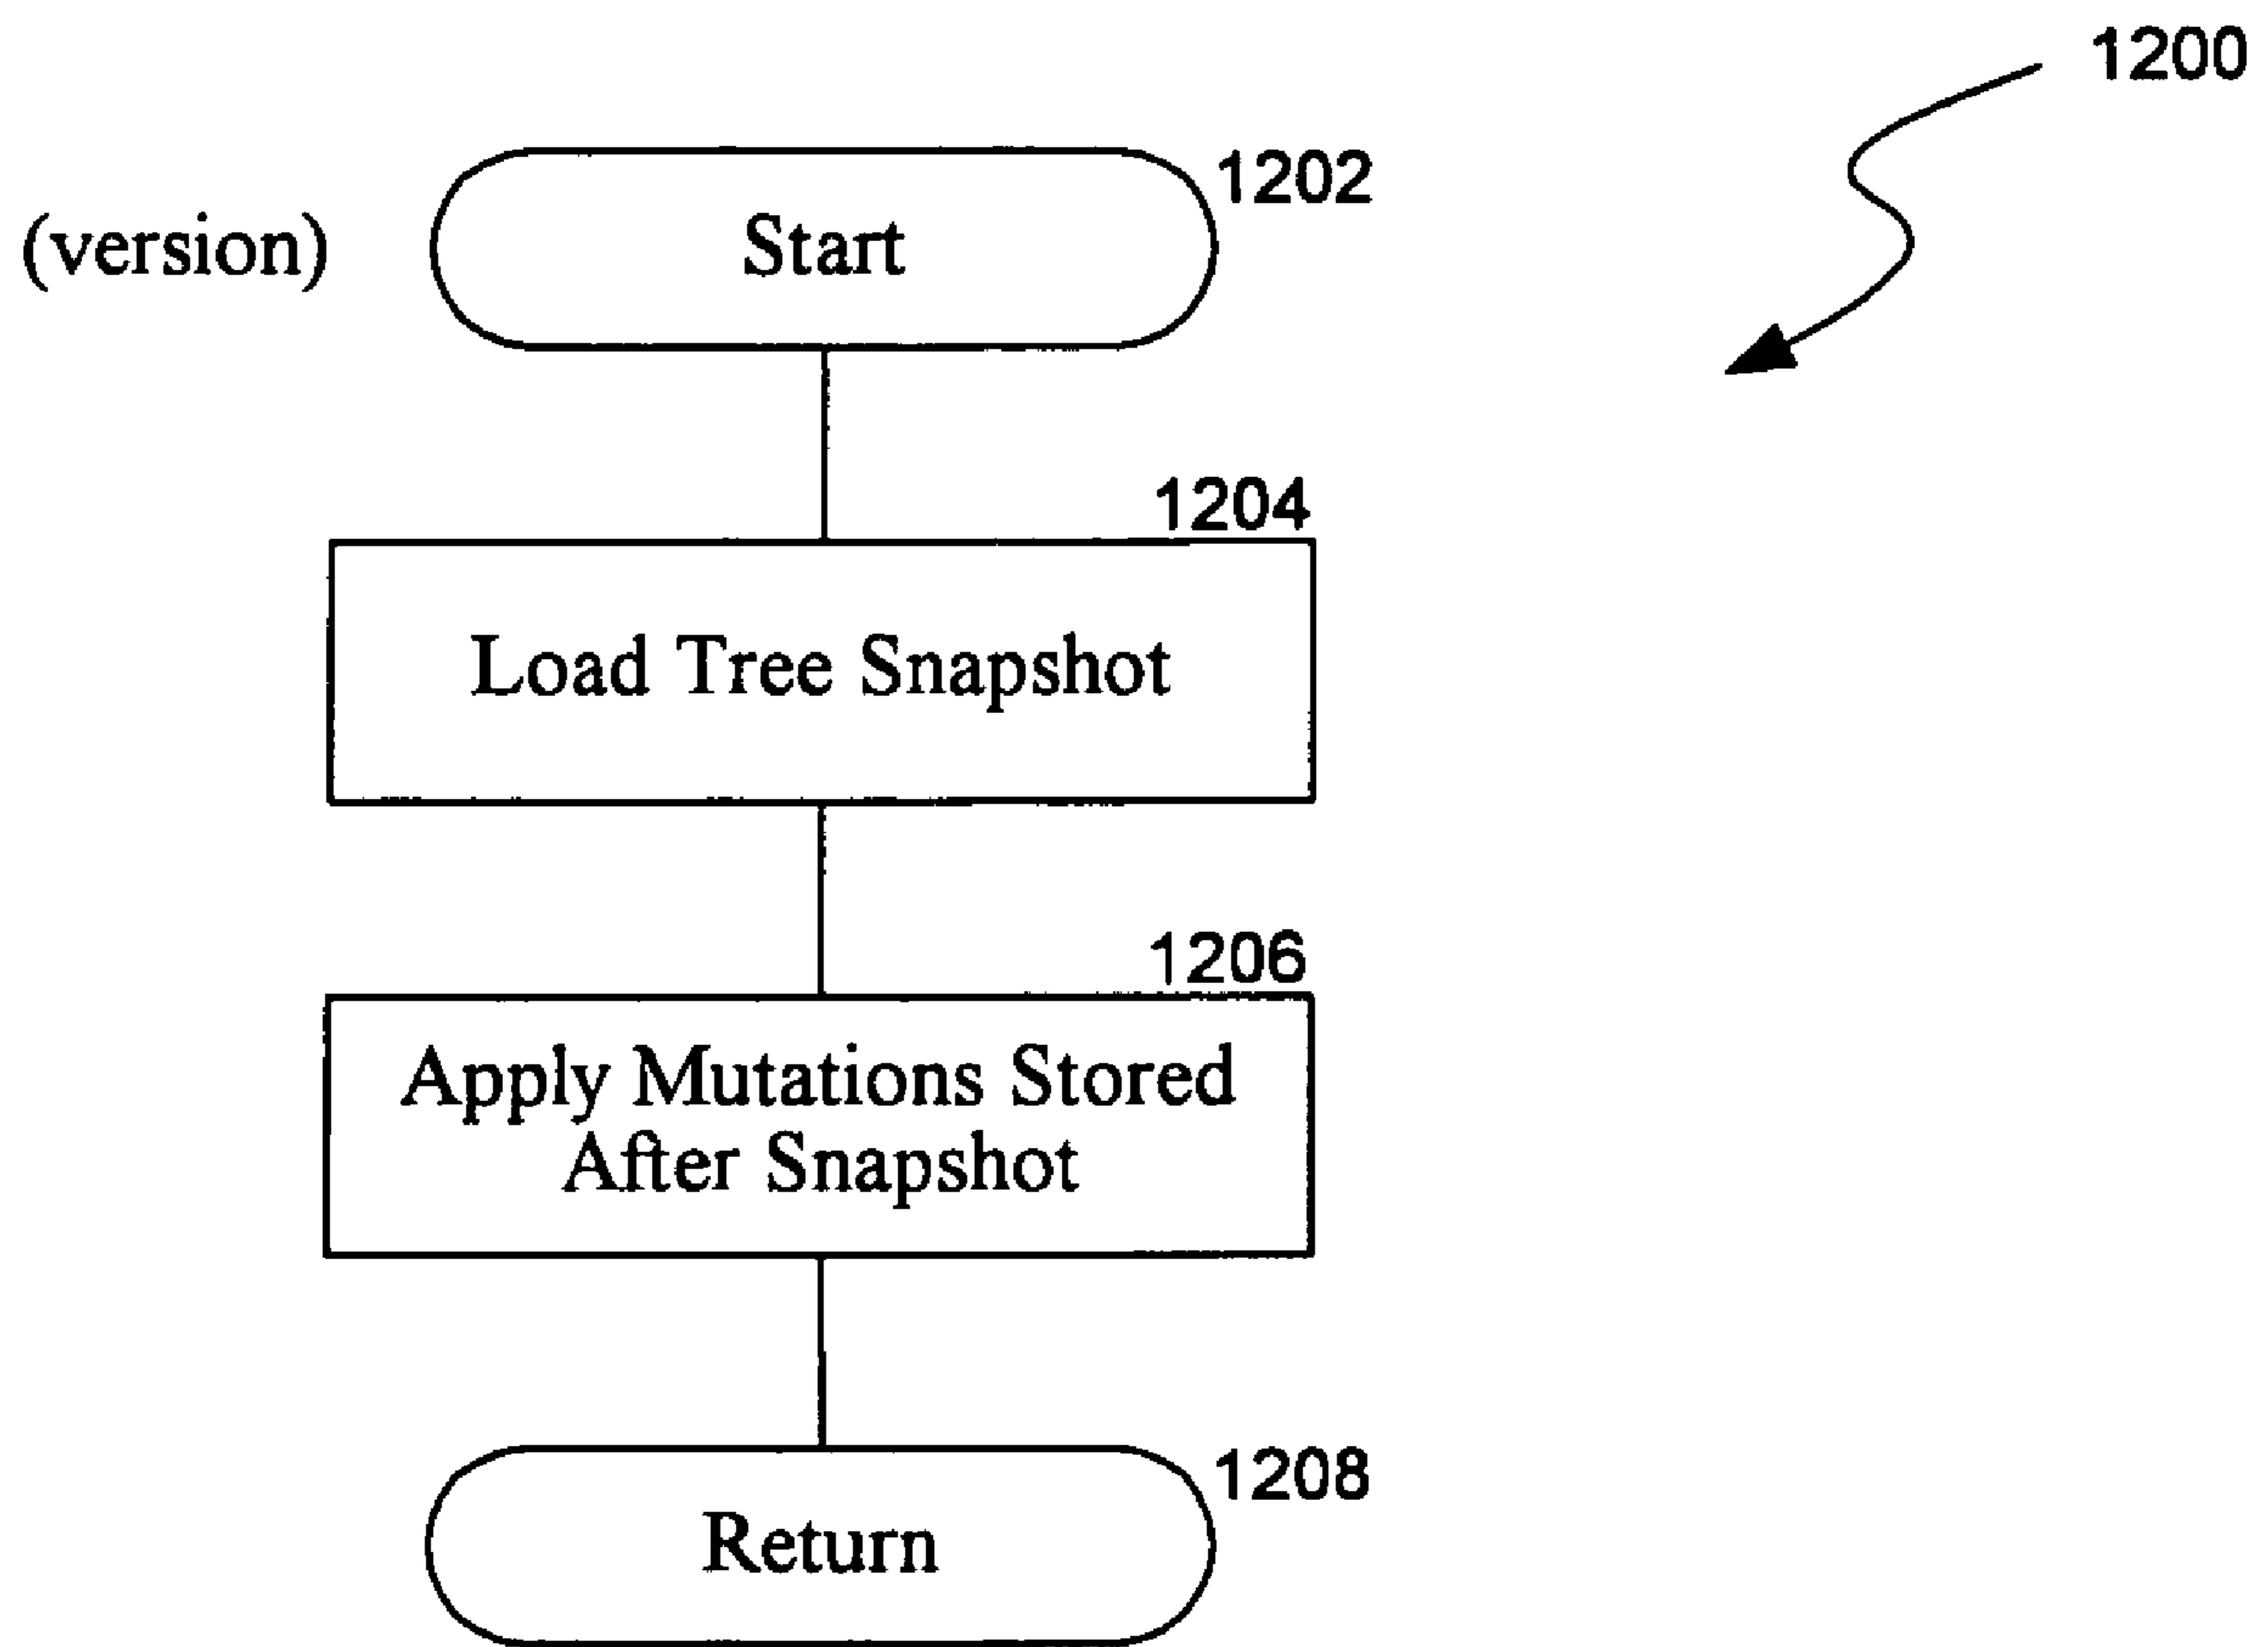 1200
1202
(version)
Start
1204
Load Tree Snapshot
1206
Apply Mutations Stored
After Snapshot
1208
Return